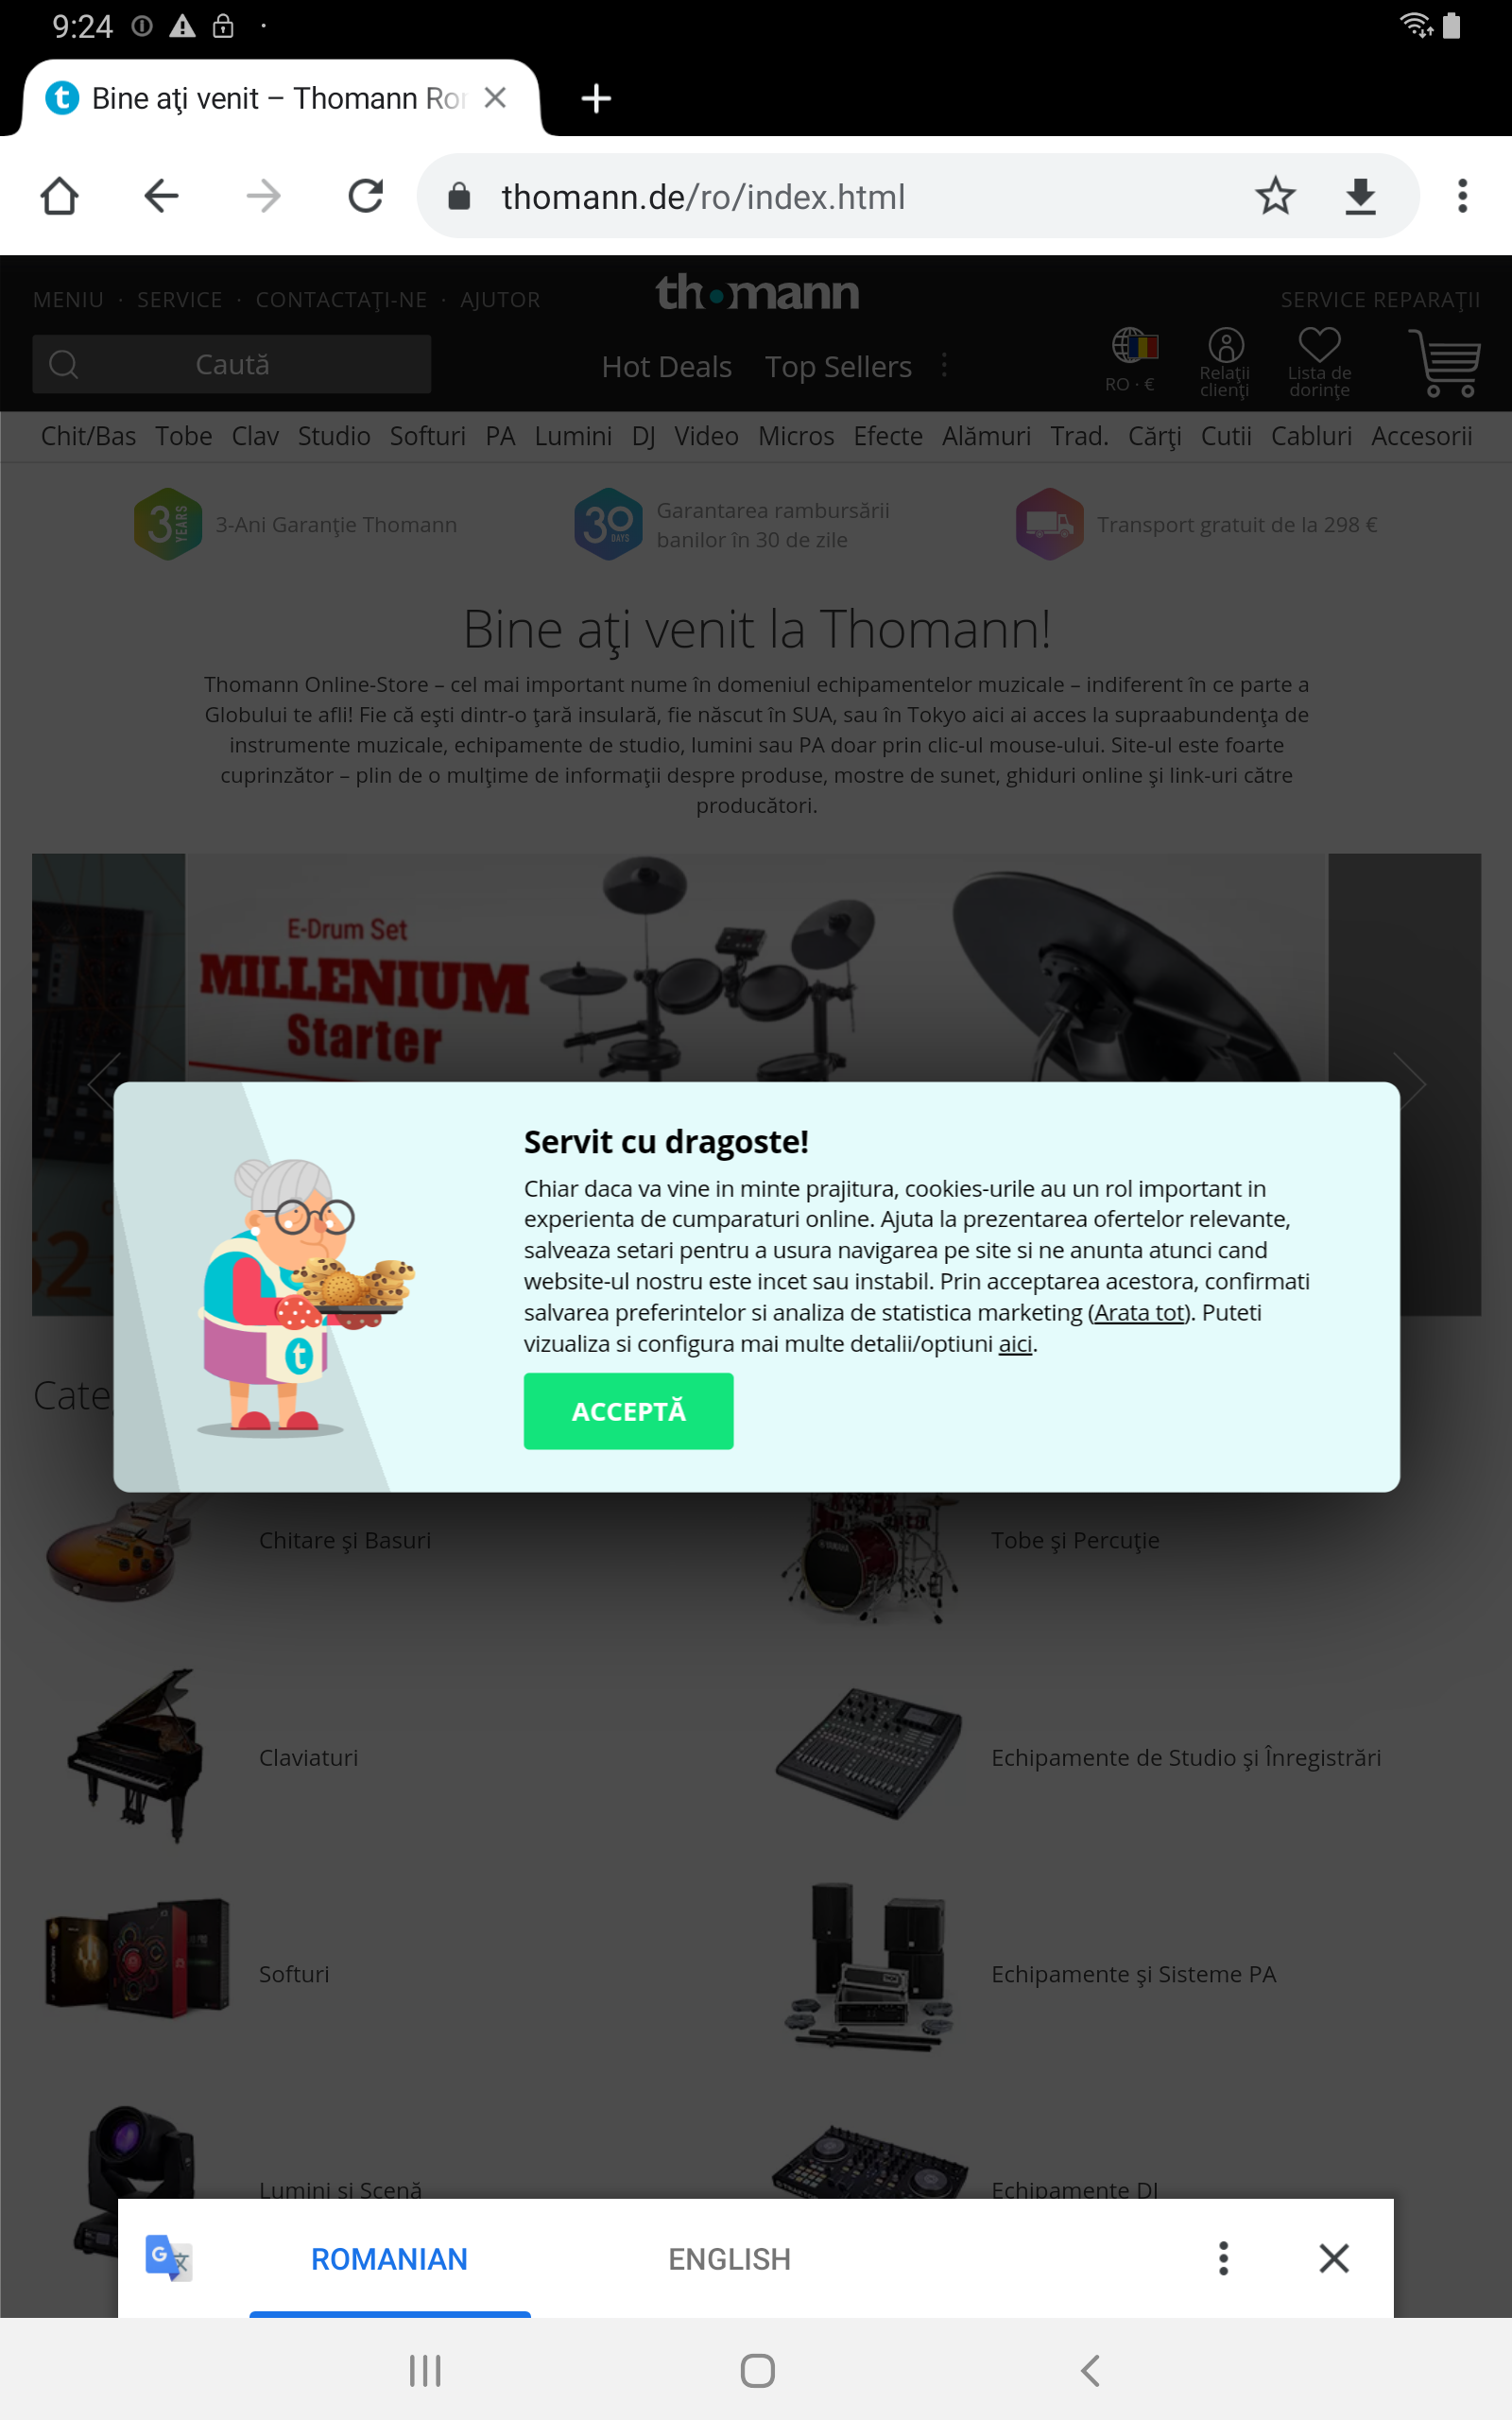 9:24
Bine aţi venit – Thomann Ror
thomann.de/ro/index.html
MENIU · SERVICE · CONTACTAŢI-NE · AJUTOR
thomann
SERVICE REPARAŢII
Caută
Hot Deals
Top Sellers
RO · €
Relaţii
clienţi
Lista de
dorinţe
Chit/Bas Tobe Clav Studio Softuri PA Lumini DJ Video Micros Efecte Alămuri Trad. Cărţi Cutii Cabluri Accesorii
3 YEARS
3-Ani Garanţie Thomann
30 DAYS
Garantarea rambursării
banilor în 30 de zile
Transport gratuit de la 298 €
Bine aţi venit la Thomann!
Thomann Online-Store – cel mai important nume în domeniul echipamentelor muzicale – indiferent în ce parte a
Globului te afli! Fie că eşti dintr-o ţară insulară, fie născut în SUA, sau în Tokyo aici ai acces la supraabundenţa de
instrumente muzicale, echipamente de studio, lumini sau PA doar prin clic-ul mouse-ului. Site-ul este foarte
cuprinzător – plin de o mulţime de informaţii despre produse, mostre de sunet, ghiduri online şi link-uri către
producători.
E-Drum Set
MILLENIUM
Starter
Servit cu dragoste!
Chiar daca va vine in minte prajitura, cookies-urile au un rol important in
experienta de cumparaturi online. Ajuta la prezentarea ofertelor relevante,
salveaza setari pentru a usura navigarea pe site si ne anunta atunci cand
website-ul nostru este incet sau instabil. Prin acceptarea acestora, confirmati
salvarea preferintelor si analiza de statistica marketing (Arata tot). Puteti
vizualiza si configura mai multe detalii/optiuni aici.
ACCEPTĂ
Cate
Chitare şi Basuri
Tobe şi Percuţie
Claviaturi
Echipamente de Studio şi Înregistrări
Softuri
Echipamente şi Sisteme PA
Lumini şi Scenă
Echipamente DJ
ROMANIAN
ENGLISH